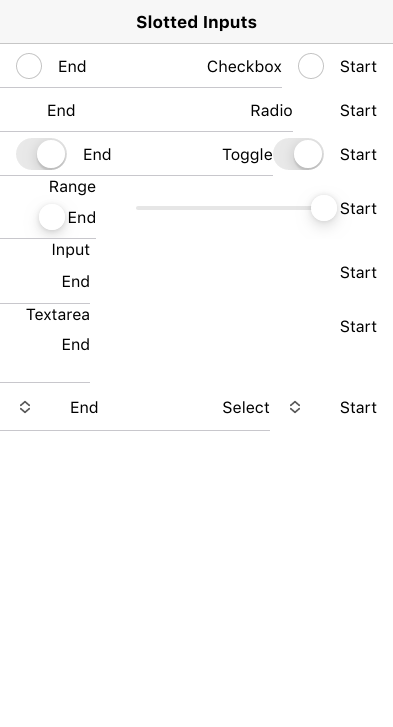 Slotted Inputs
End Checkbox Start
End Radio Start
End Toggle Start
Range
End Start
Input
End Start
Textarea
End Start
End Select Start